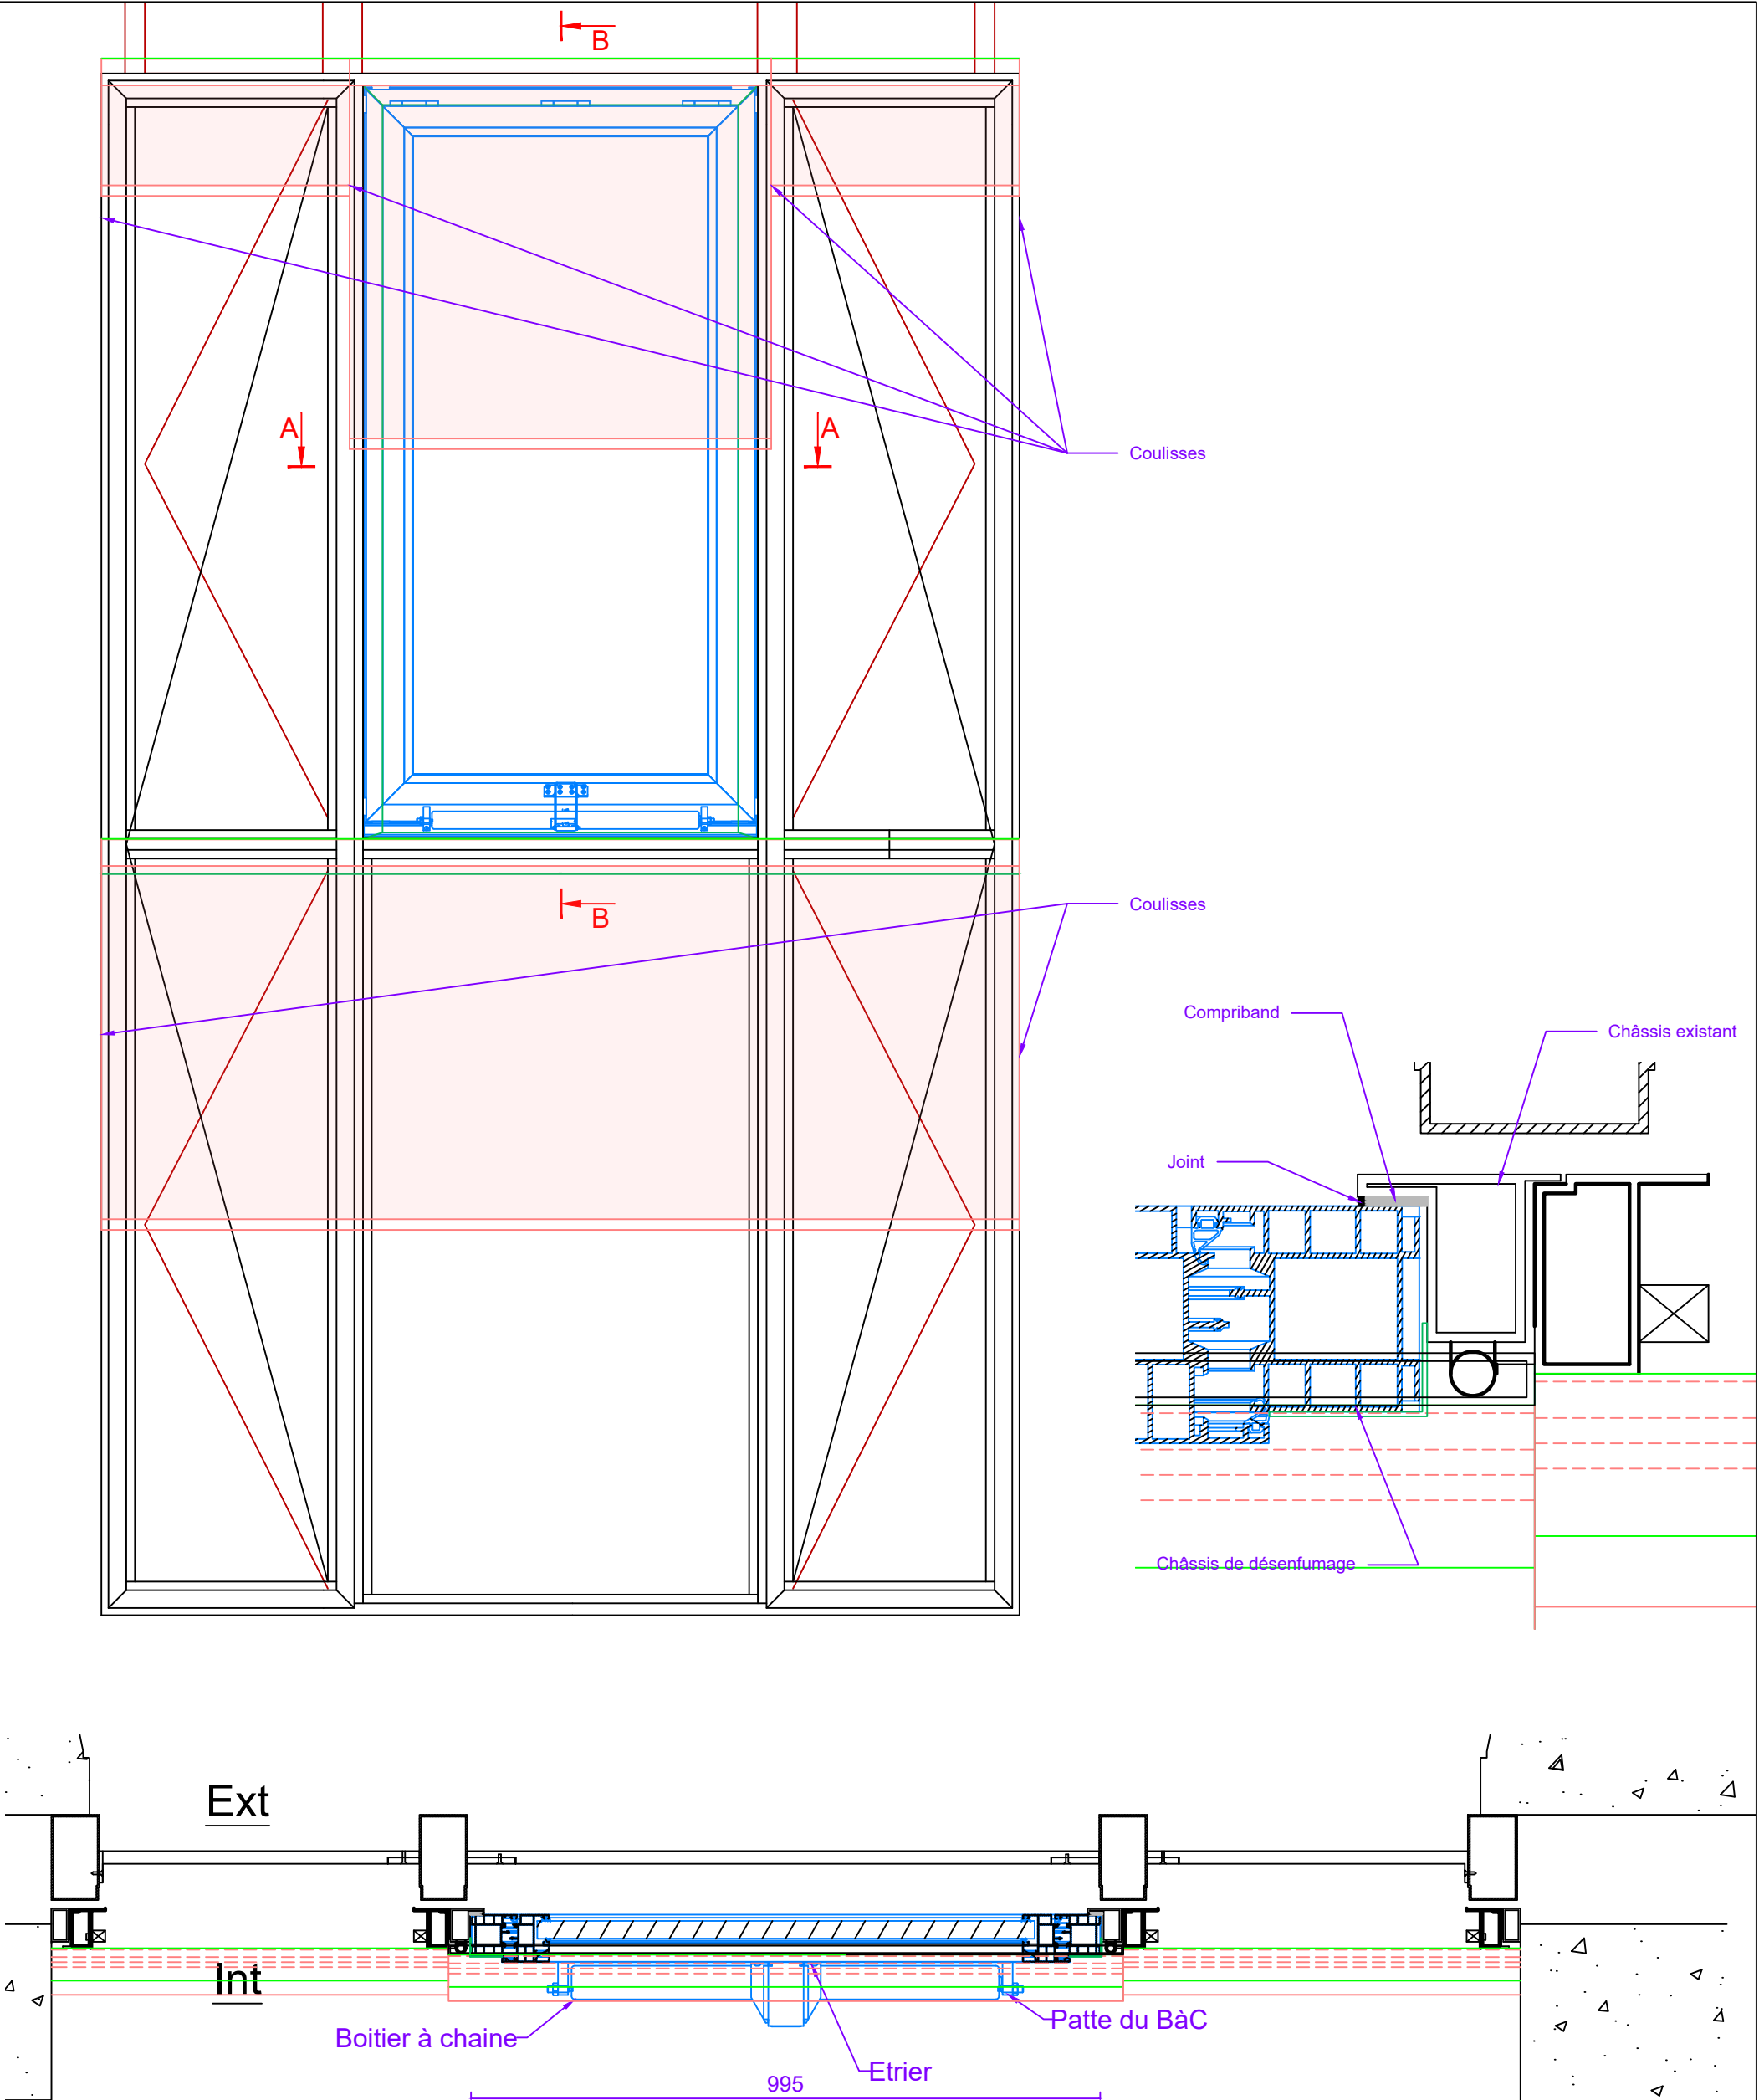 B
A
A
Coulisses
B
Coulisses
Compriband
Châssis existant
Joint
Châssis de désenfumage
Ext
Int
Boitier à chaine
Patte du BàC
Etrier
995